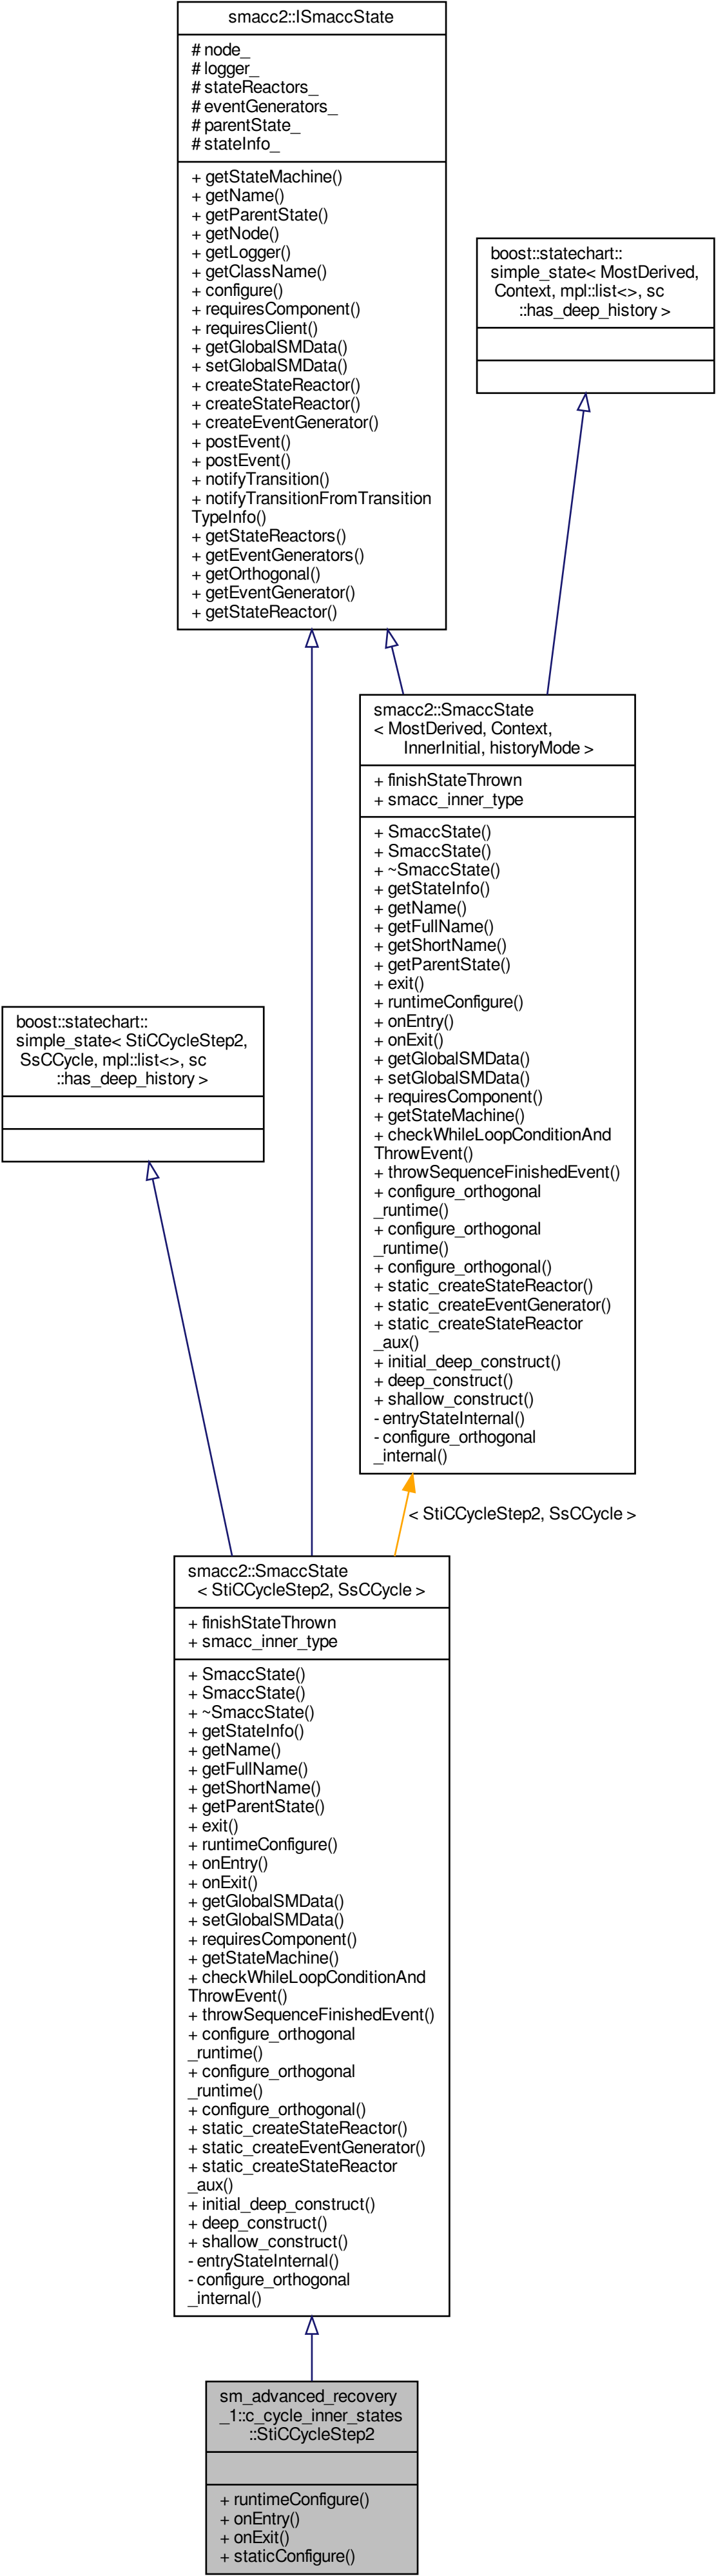 smacc2::ISmaccState
# node_
# logger_
# stateReactors_
# eventGenerators_
# parentState_
# stateInfo_
+ getStateMachine()
+ getName()
+ getParentState()
+ getNode()
+ getLogger()
+ getClassName()
+ configure()
+ requiresComponent()
+ requiresClient()
+ getGlobalSMData()
+ setGlobalSMData()
+ createStateReactor()
+ createStateReactor()
+ createEventGenerator()
+ postEvent()
+ postEvent()
+ notifyTransition()
+ notifyTransitionFromTransition
TypeInfo()
+ getStateReactors()
+ getEventGenerators()
+ getOrthogonal()
+ getEventGenerator()
+ getStateReactor()
boost::statechart::
simple_state< MostDerived,
Context, mpl::list<>, sc
::has_deep_history >
smacc2::SmaccState
< MostDerived, Context,
InnerInitial, historyMode >
+ finishStateThrown
+ smacc_inner_type
+ SmaccState()
+ SmaccState()
+ ~SmaccState()
+ getStateInfo()
+ getName()
+ getFullName()
+ getShortName()
+ getParentState()
+ exit()
+ runtimeConfigure()
+ onEntry()
+ onExit()
+ getGlobalSMData()
+ setGlobalSMData()
+ requiresComponent()
+ getStateMachine()
+ checkWhileLoopConditionAnd
ThrowEvent()
+ throwSequenceFinishedEvent()
+ configure_orthogonal
_runtime()
+ configure_orthogonal
_runtime()
+ configure_orthogonal()
+ static_createStateReactor()
+ static_createEventGenerator()
+ static_createStateReactor
_aux()
+ initial_deep_construct()
+ deep_construct()
+ shallow_construct()
- entryStateInternal()
- configure_orthogonal
_internal()
boost::statechart::
simple_state< StiCCycleStep2,
SsCCycle, mpl::list<>, sc
::has_deep_history >
< StiCCycleStep2, SsCCycle >
smacc2::SmaccState
< StiCCycleStep2, SsCCycle >
+ finishStateThrown
+ smacc_inner_type
+ SmaccState()
+ SmaccState()
+ ~SmaccState()
+ getStateInfo()
+ getName()
+ getFullName()
+ getShortName()
+ getParentState()
+ exit()
+ runtimeConfigure()
+ onEntry()
+ onExit()
+ getGlobalSMData()
+ setGlobalSMData()
+ requiresComponent()
+ getStateMachine()
+ checkWhileLoopConditionAnd
ThrowEvent()
+ throwSequenceFinishedEvent()
+ configure_orthogonal
_runtime()
+ configure_orthogonal
_runtime()
+ configure_orthogonal()
+ static_createStateReactor()
+ static_createEventGenerator()
+ static_createStateReactor
_aux()
+ initial_deep_construct()
+ deep_construct()
+ shallow_construct()
- entryStateInternal()
- configure_orthogonal
_internal()
sm_advanced_recovery
_1::c_cycle_inner_states
::StiCCycleStep2
+ runtimeConfigure()
+ onEntry()
+ onExit()
+ staticConfigure()